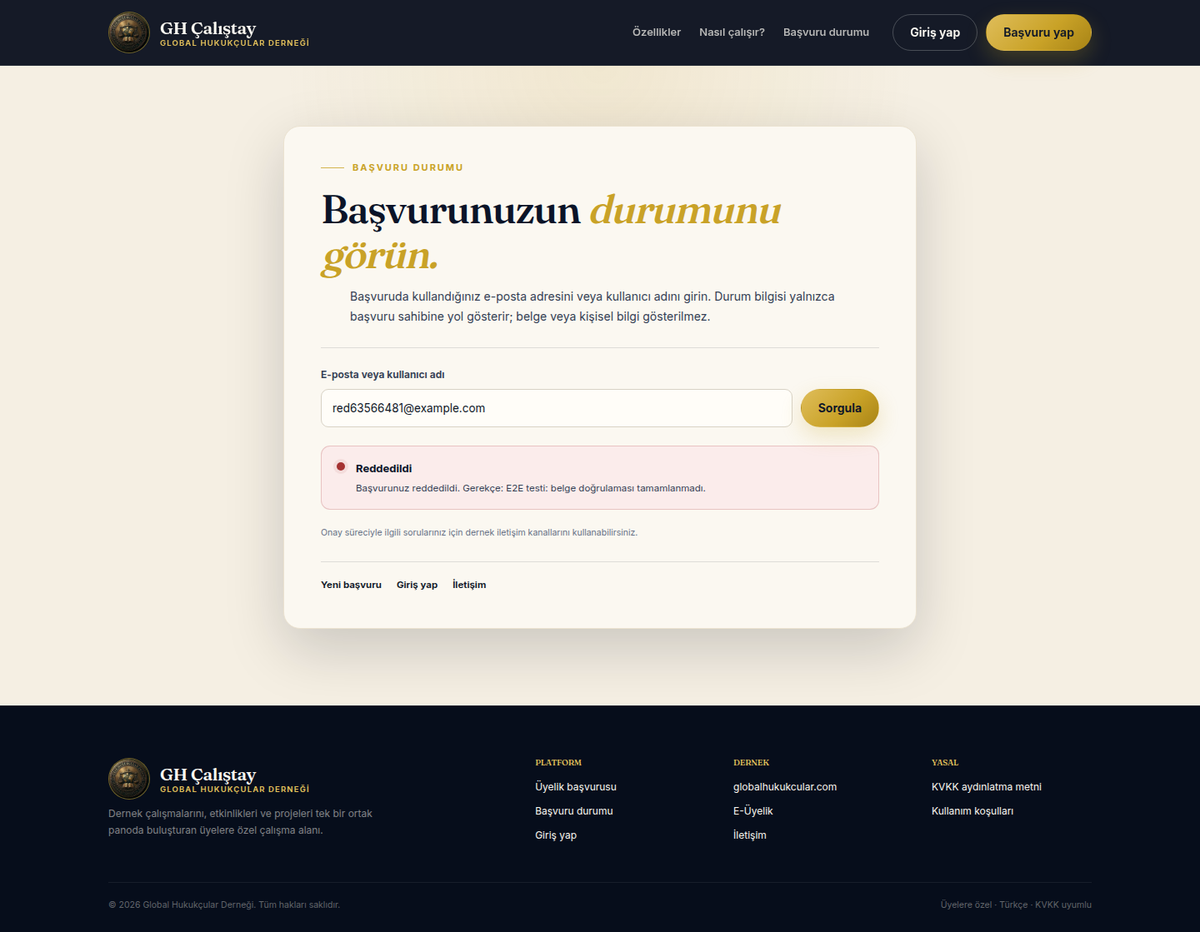 GH Çalıştay
GLOBAL HUKUKÇULAR DERNEĞİ
Özellikler
Nasıl çalışır?
Başvuru durumu
Giriş yap
Başvuru yap
BAŞVURU DURUMU
Başvurunuzun durumunu
görün.
Başvuruda kullandığınız e-posta adresini veya kullanıcı adını girin. Durum bilgisi yalnızca
başvuru sahibine yol gösterir; belge veya kişisel bilgi gösterilmez.
E-posta veya kullanıcı adı
red63566481@example.com
Sorgula
Reddedildi
Başvurunuz reddedildi. Gerekçe: E2E testi: belge doğrulaması tamamlanmadı.
Onay süreciyle ilgili sorularınız için dernek iletişim kanallarını kullanabilirsiniz.
Yeni başvuru
Giriş yap
İletişim
GH Çalıştay
GLOBAL HUKUKÇULAR DERNEĞİ
Dernek çalışmalarını, etkinlikleri ve projeleri tek bir ortak
panoda buluşturan üyelere özel çalışma alanı.
PLATFORM
Üyelik başvurusu
Başvuru durumu
Giriş yap
DERNEK
globalhukukcular.com
E-Üyelik
İletişim
YASAL
KVKK aydınlatma metni
Kullanım koşulları
© 2026 Global Hukukçular Derneği. Tüm hakları saklıdır.
Üyelere özel · Türkçe · KVKK uyumlu